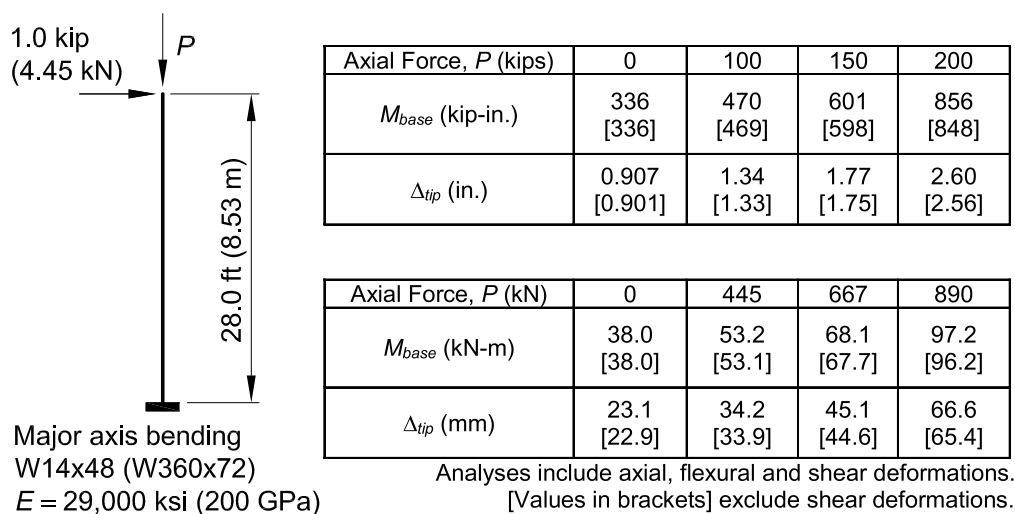 1.0 kip
(4.45 kN)
P
28.0 ft (8.53 m)
Major axis bending
W14x48 (W360x72)
E = 29,000 ksi (200 GPa)
Axial Force, P (kips) 0 100 150 200
M_base (kip-in.) 336 470 601 856
[336] [469] [598] [848]
Δ_tip (in.) 0.907 1.34 1.77 2.60
[0.901] [1.33] [1.75] [2.56]
Axial Force, P (kN) 0 445 667 890
M_base (kN-m) 38.0 53.2 68.1 97.2
[38.0] [53.1] [67.7] [96.2]
Δ_tip (mm) 23.1 34.2 45.1 66.6
[22.9] [33.9] [44.6] [65.4]
Analyses include axial, flexural and shear deformations.
[Values in brackets] exclude shear deformations.